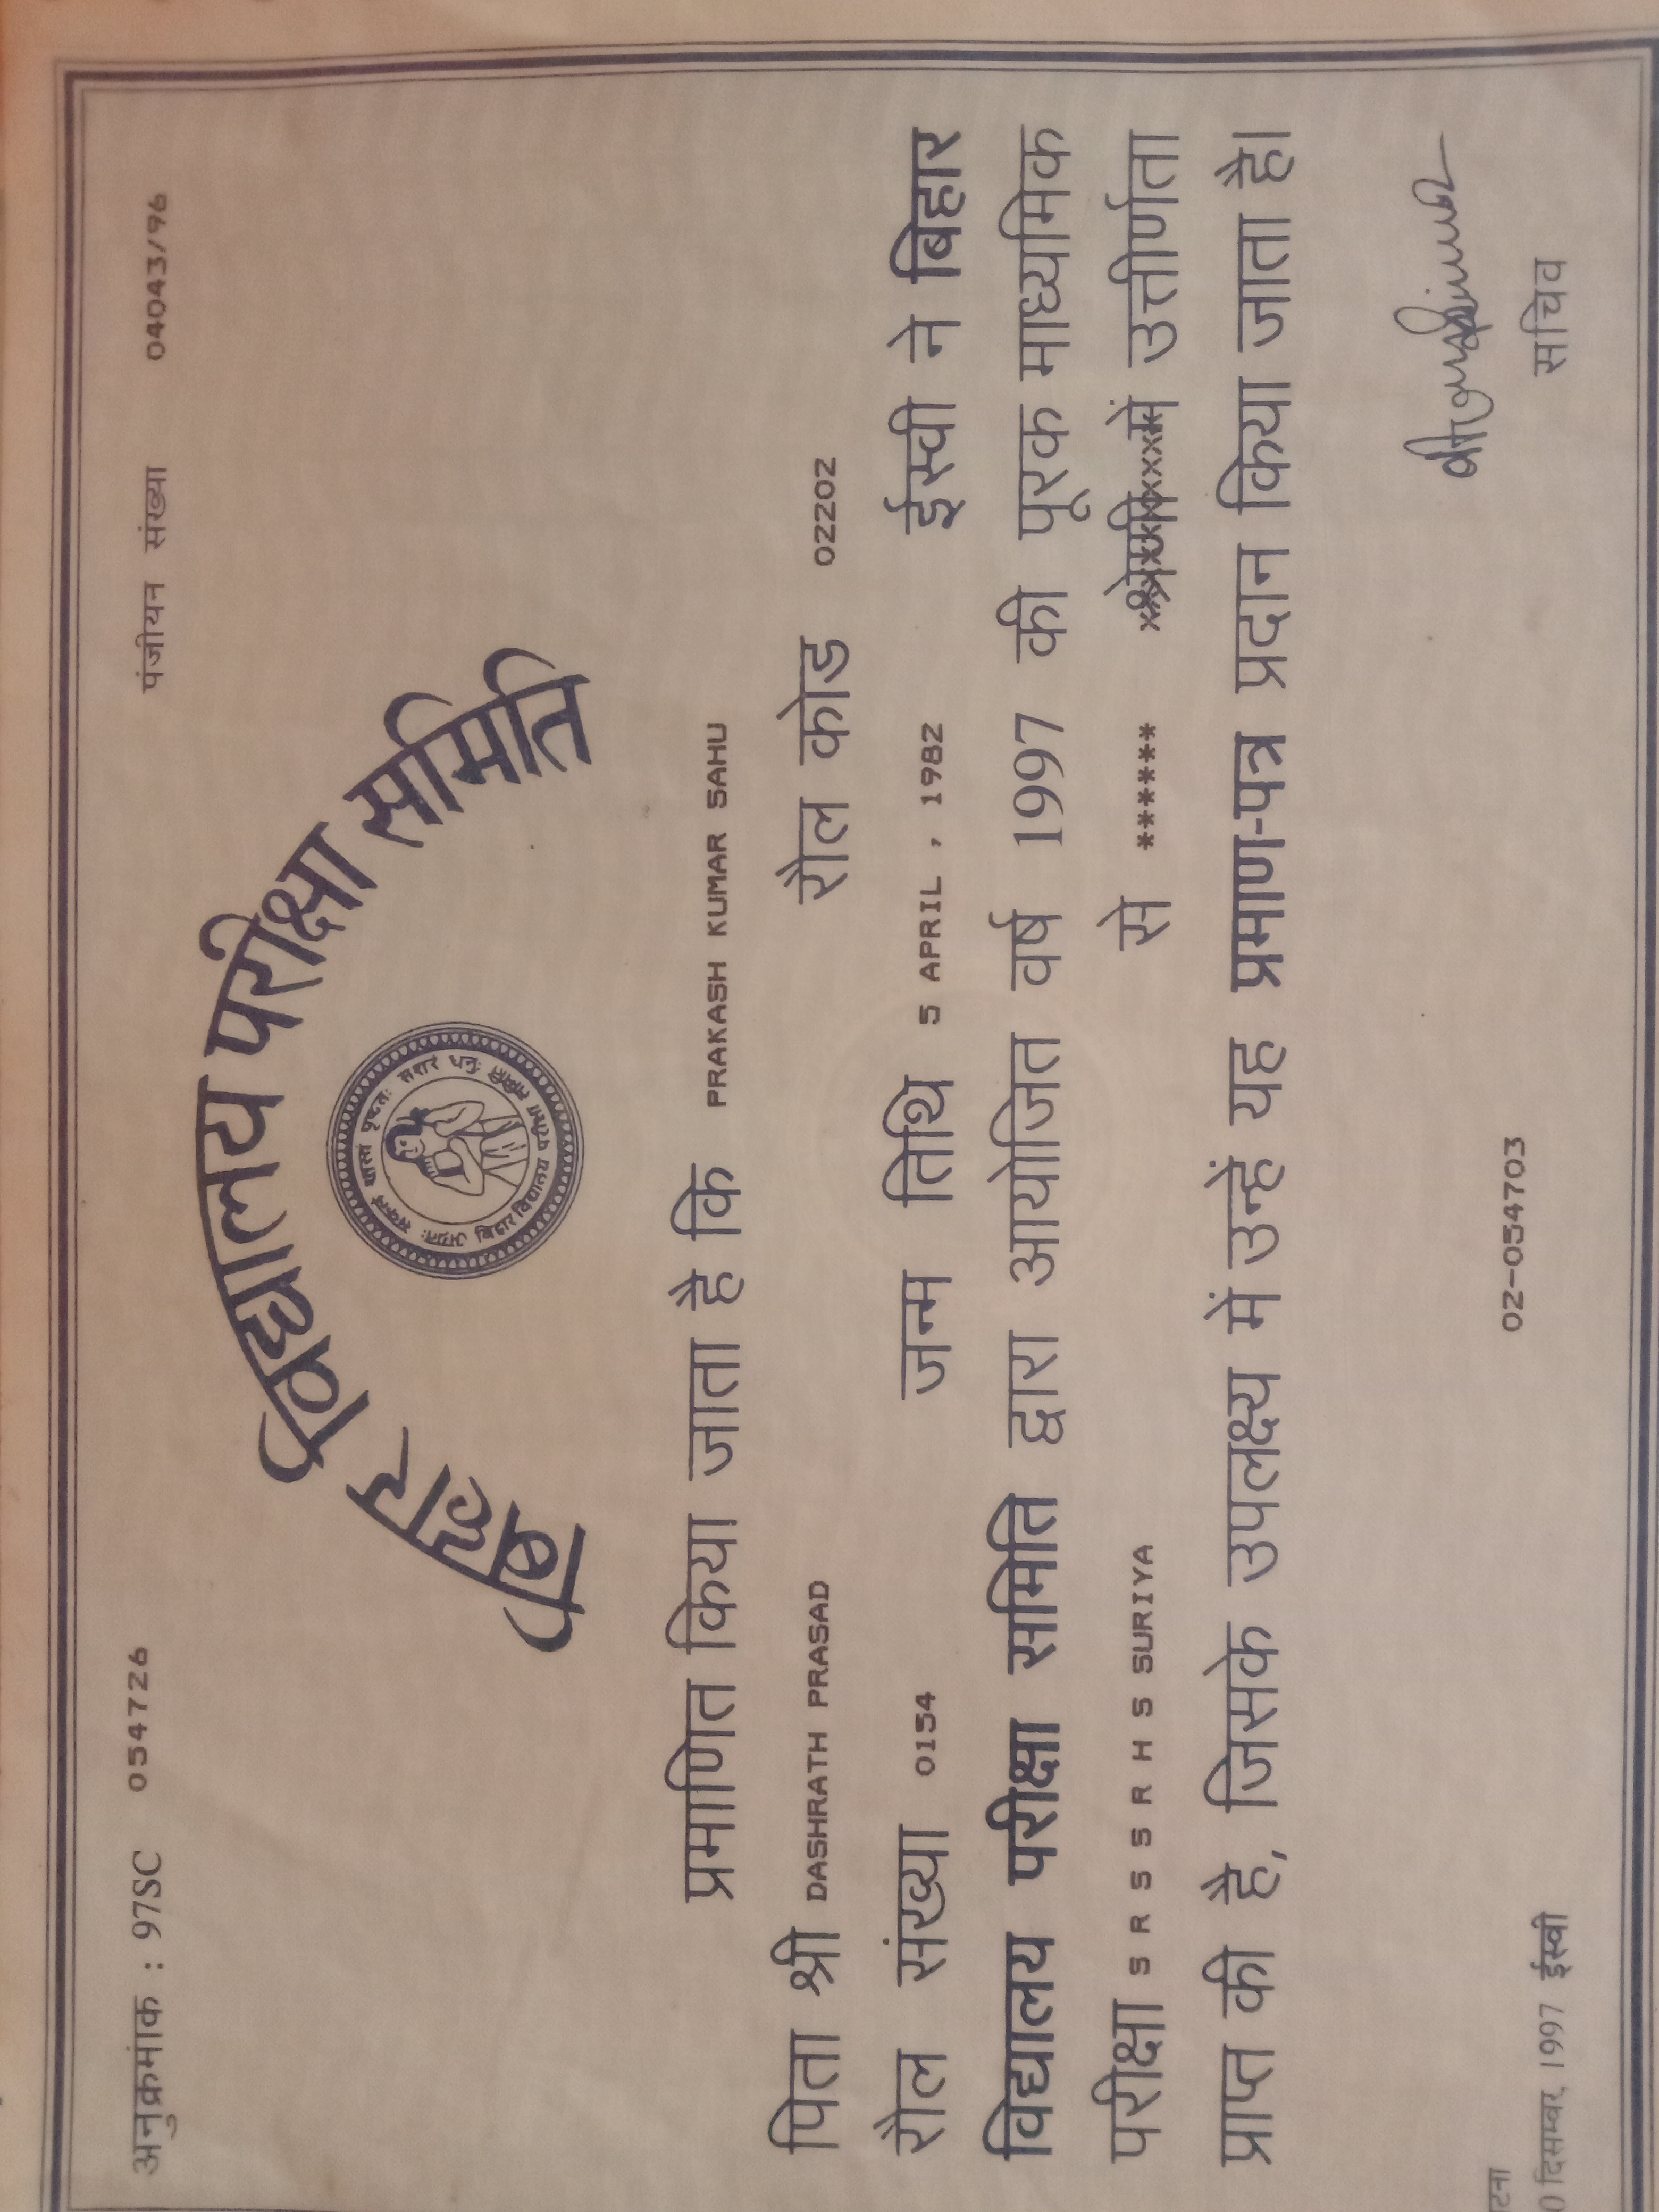 अनुक्रमांक : 97SC 054726 पंजीयन संख्या 04043/96
बिहार विद्यालय परीक्षा समिति
प्रमाणित किया जाता है कि PRAKASH KUMAR SAHU
पिता श्री DASHRATH PRASAD रौल कोड 02202
रौल संख्या 0154 जन्म तिथि 5 APRIL , 1982 ईस्वी ने बिहार
विद्यालय परीक्षा समिति द्वारा आयोजित वर्ष 1997 की पूरक माध्यमिक
परीक्षा S R S S R H S SURIYA से ****** श्रेणी में उत्तीर्णता
प्राप्त की है, जिसके उपलक्ष्य में उन्हें यह प्रमाण-पत्र प्रदान किया जाता है।
02-054703
0 दिसम्बर, 1997 ईस्वी सचिव